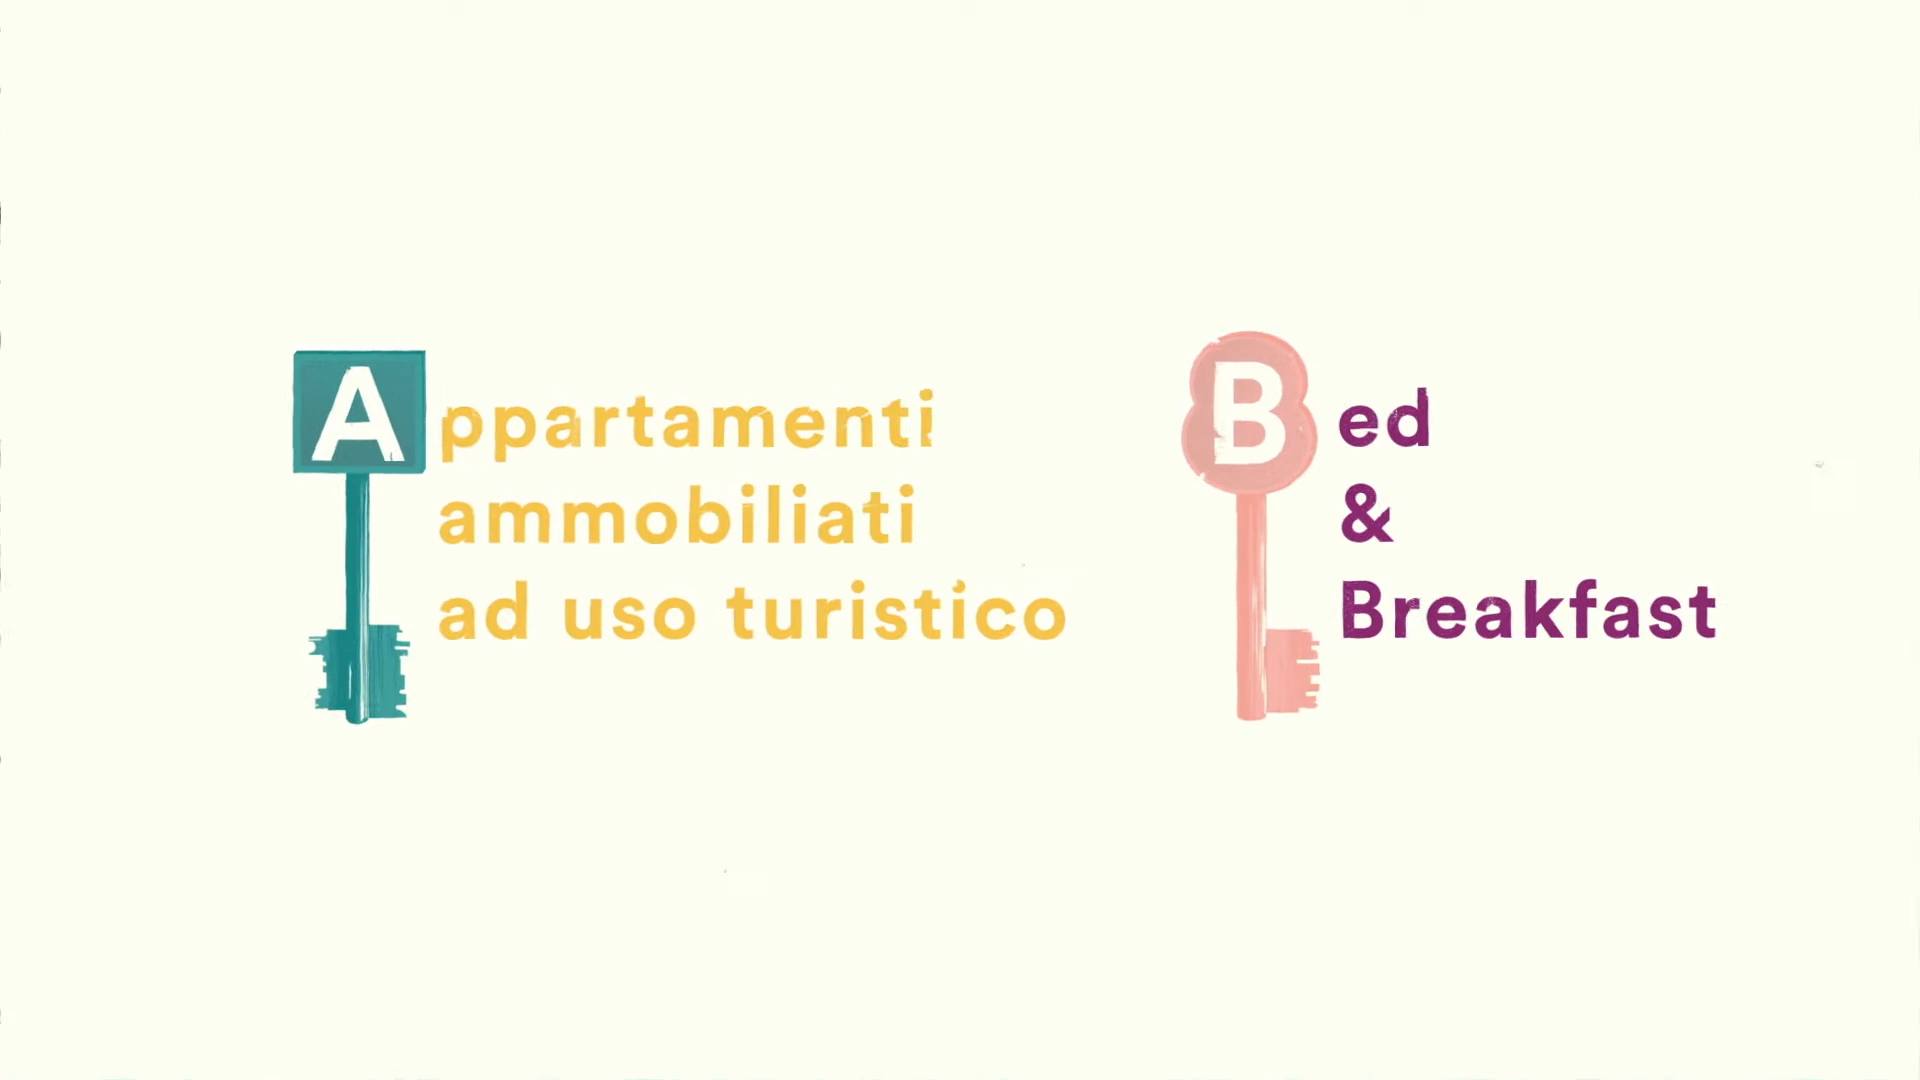 Appartamenti
ammobiliati
ad uso turistico
Bed
&
Breakfast